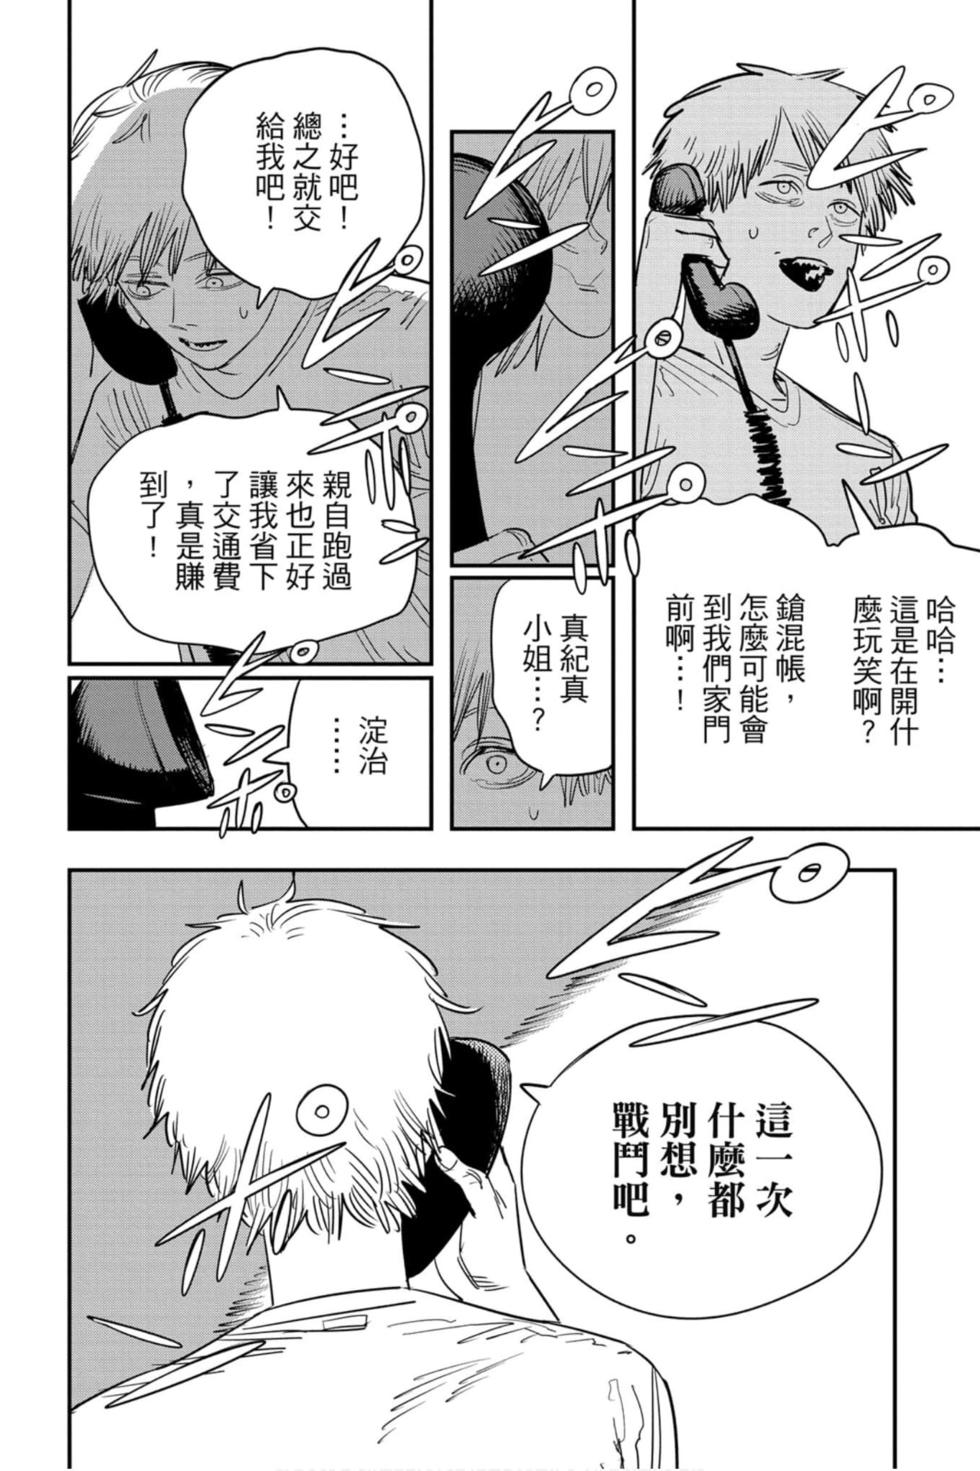 哈哈…
這是在開什
麼玩笑啊？
鎗混帳，
怎麼可能會
到我們家門
前啊…！
真紀真
小姐…？
…好吧！
總之就交
給我吧！
親自跑過
來也正好
讓我省下
了交通費
，真是賺
到了！
淀治
……
這一次
什麼都
別想，
戰鬥吧。